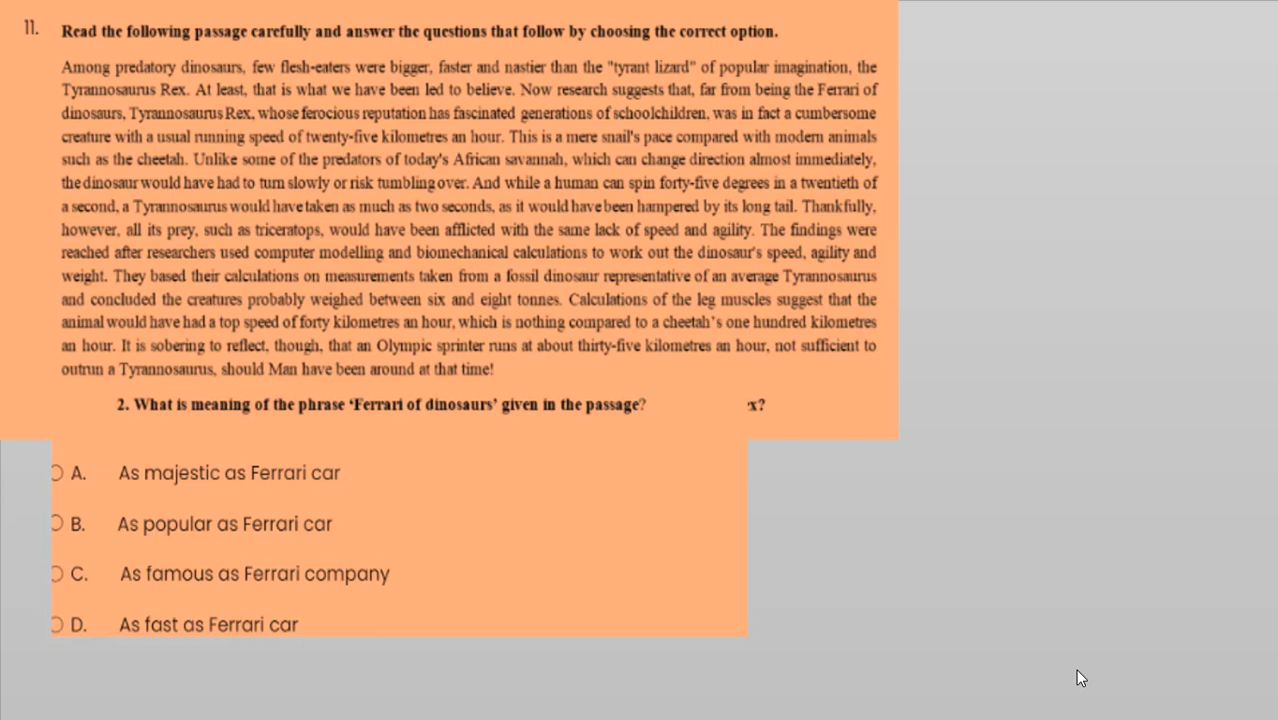 11. Read the following passage carefully and answer the questions that follow by choosing the correct option.
Among predatory dinosaurs, few flesh-eaters were bigger, faster and nastier than the "tyrant lizard" of popular imagination, the
Tyrannosaurus Rex. At least, that is what we have been led to believe. Now research suggests that, far from being the Ferrari of
dinosaurs, Tyrannosaurus Rex, whose ferocious reputation has fascinated generations of schoolchildren, was in fact a cumbersome
creature with a usual running speed of twenty-five kilometres an hour. This is a mere snail's pace compared with modern animals
such as the cheetah. Unlike some of the predators of today's African savannah, which can change direction almost immediately,
the dinosaur would have had to turn slowly or risk tumbling over. And while a human can spin forty-five degrees in a twentieth of
a second, a Tyrannosaurus would have taken as much as two seconds, as it would have been hampered by its long tail. Thankfully,
however, all its prey, such as triceratops, would have been afflicted with the same lack of speed and agility. The findings were
reached after researchers used computer modelling and biomechanical calculations to work out the dinosaur's speed, agility and
weight. They based their calculations on measurements taken from a fossil dinosaur representative of an average Tyrannosaurus
and concluded the creatures probably weighed between six and eight tonnes. Calculations of the leg muscles suggest that the
animal would have had a top speed of forty kilometres an hour, which is nothing compared to a cheetah's one hundred kilometres
an hour. It is sobering to reflect, though, that an Olympic sprinter runs at about thirty-five kilometres an hour, not sufficient to
outrun a Tyrannosaurus, should Man have been around at that time!
2. What is meaning of the phrase ‘Ferrari of dinosaurs’ given in the passage? x?
A. As majestic as Ferrari car
B. As popular as Ferrari car
C. As famous as Ferrari company
D. As fast as Ferrari car